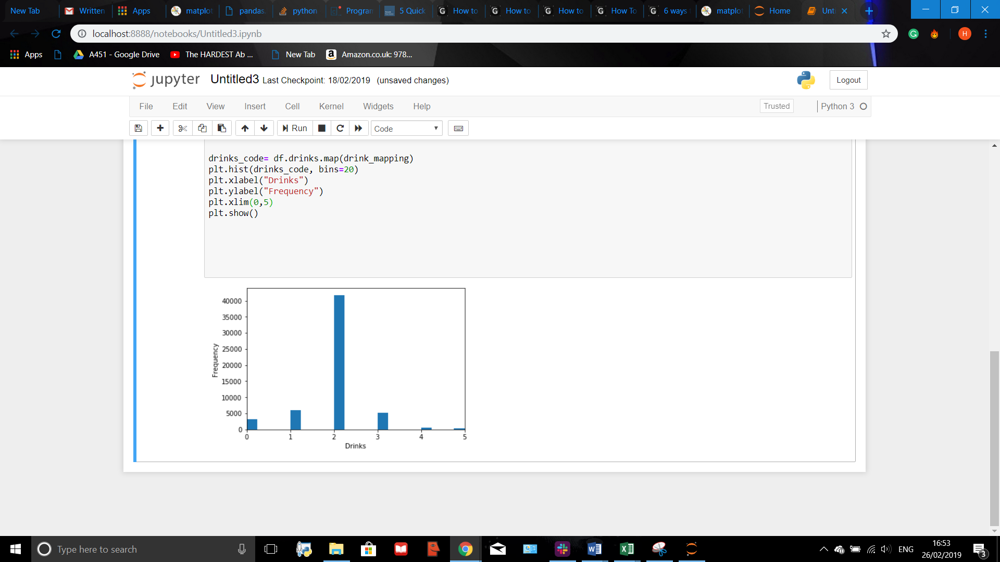 New Tab Written Apps matplot pandas. python Program 5 Quick How to How to How to How To 6 ways matplot Home Unti
localhost:8888/notebooks/Untitled3.ipynb
H
Apps A451 - Google Drive The HARDEST Ab ... New Tab Amazon.co.uk: 978...
jupyter Untitled3 Last Checkpoint: 18/02/2019 (unsaved changes) Logout
File Edit View Insert Cell Kernel Widgets Help Trusted Python 3
Run Code
drinks_code= df.drinks.map(drink_mapping)
plt.hist(drinks_code, bins=20)
plt.xlabel("Drinks")
plt.ylabel("Frequency")
plt.xlim(0,5)
plt.show()
40000
35000
30000
25000
20000
15000
10000
5000
0
Frequency
0 1 2 3 4 5
Drinks
Type here to search
ENG
16:53
26/02/2019
3